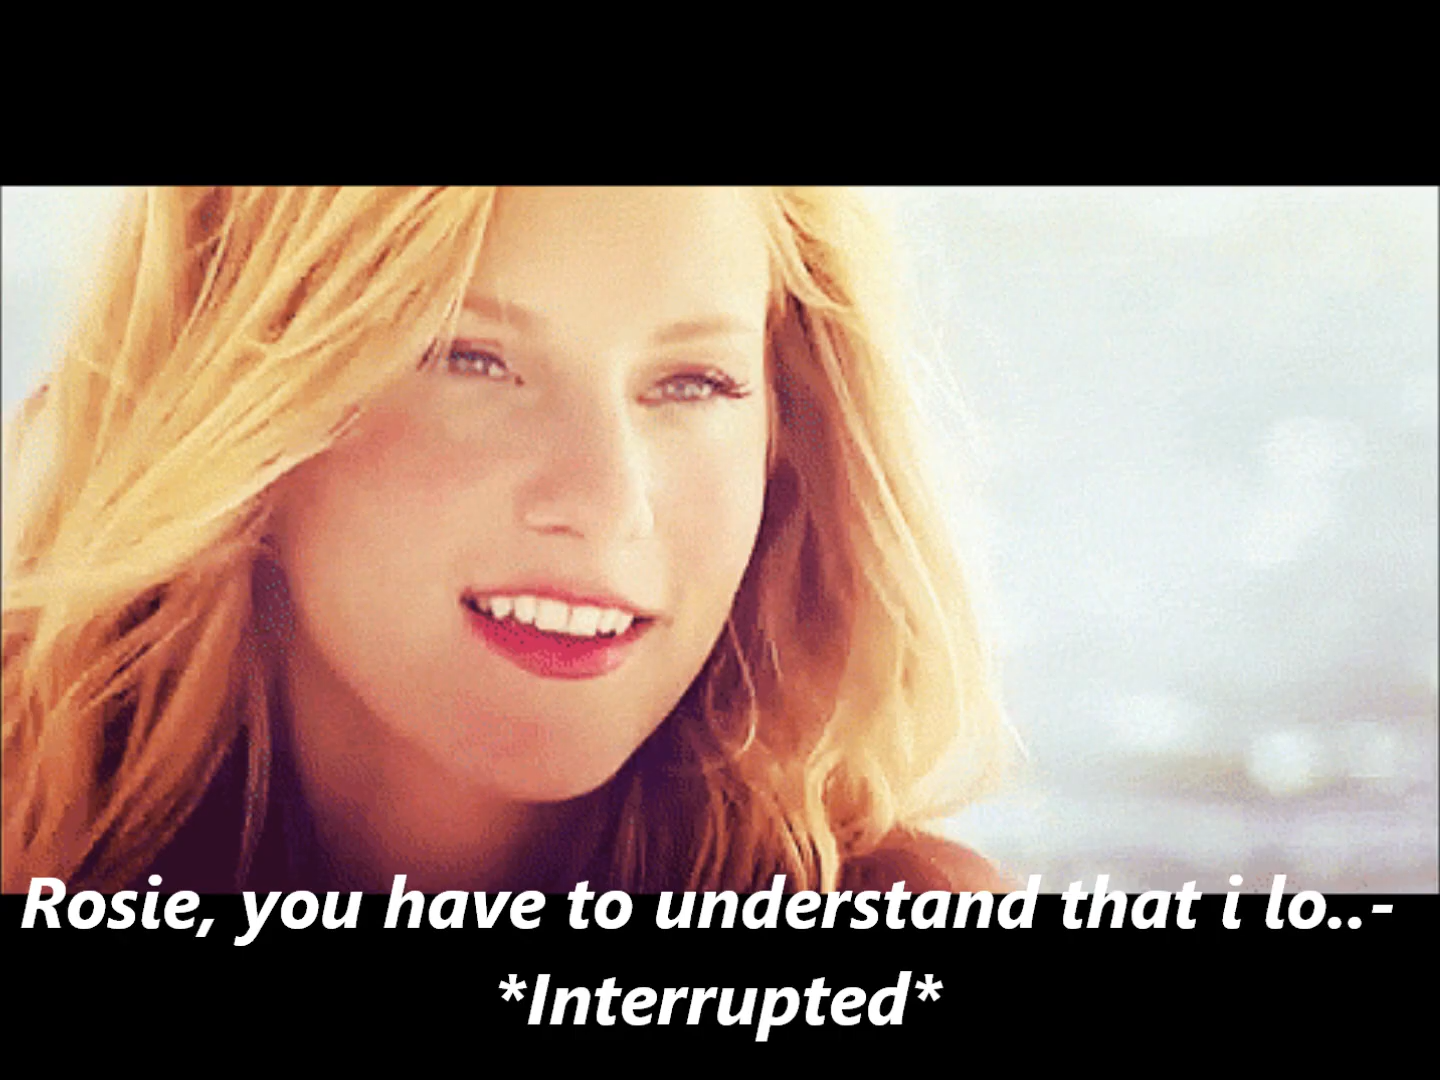 Rosie, you have to understand that i lo..-
*Interrupted*